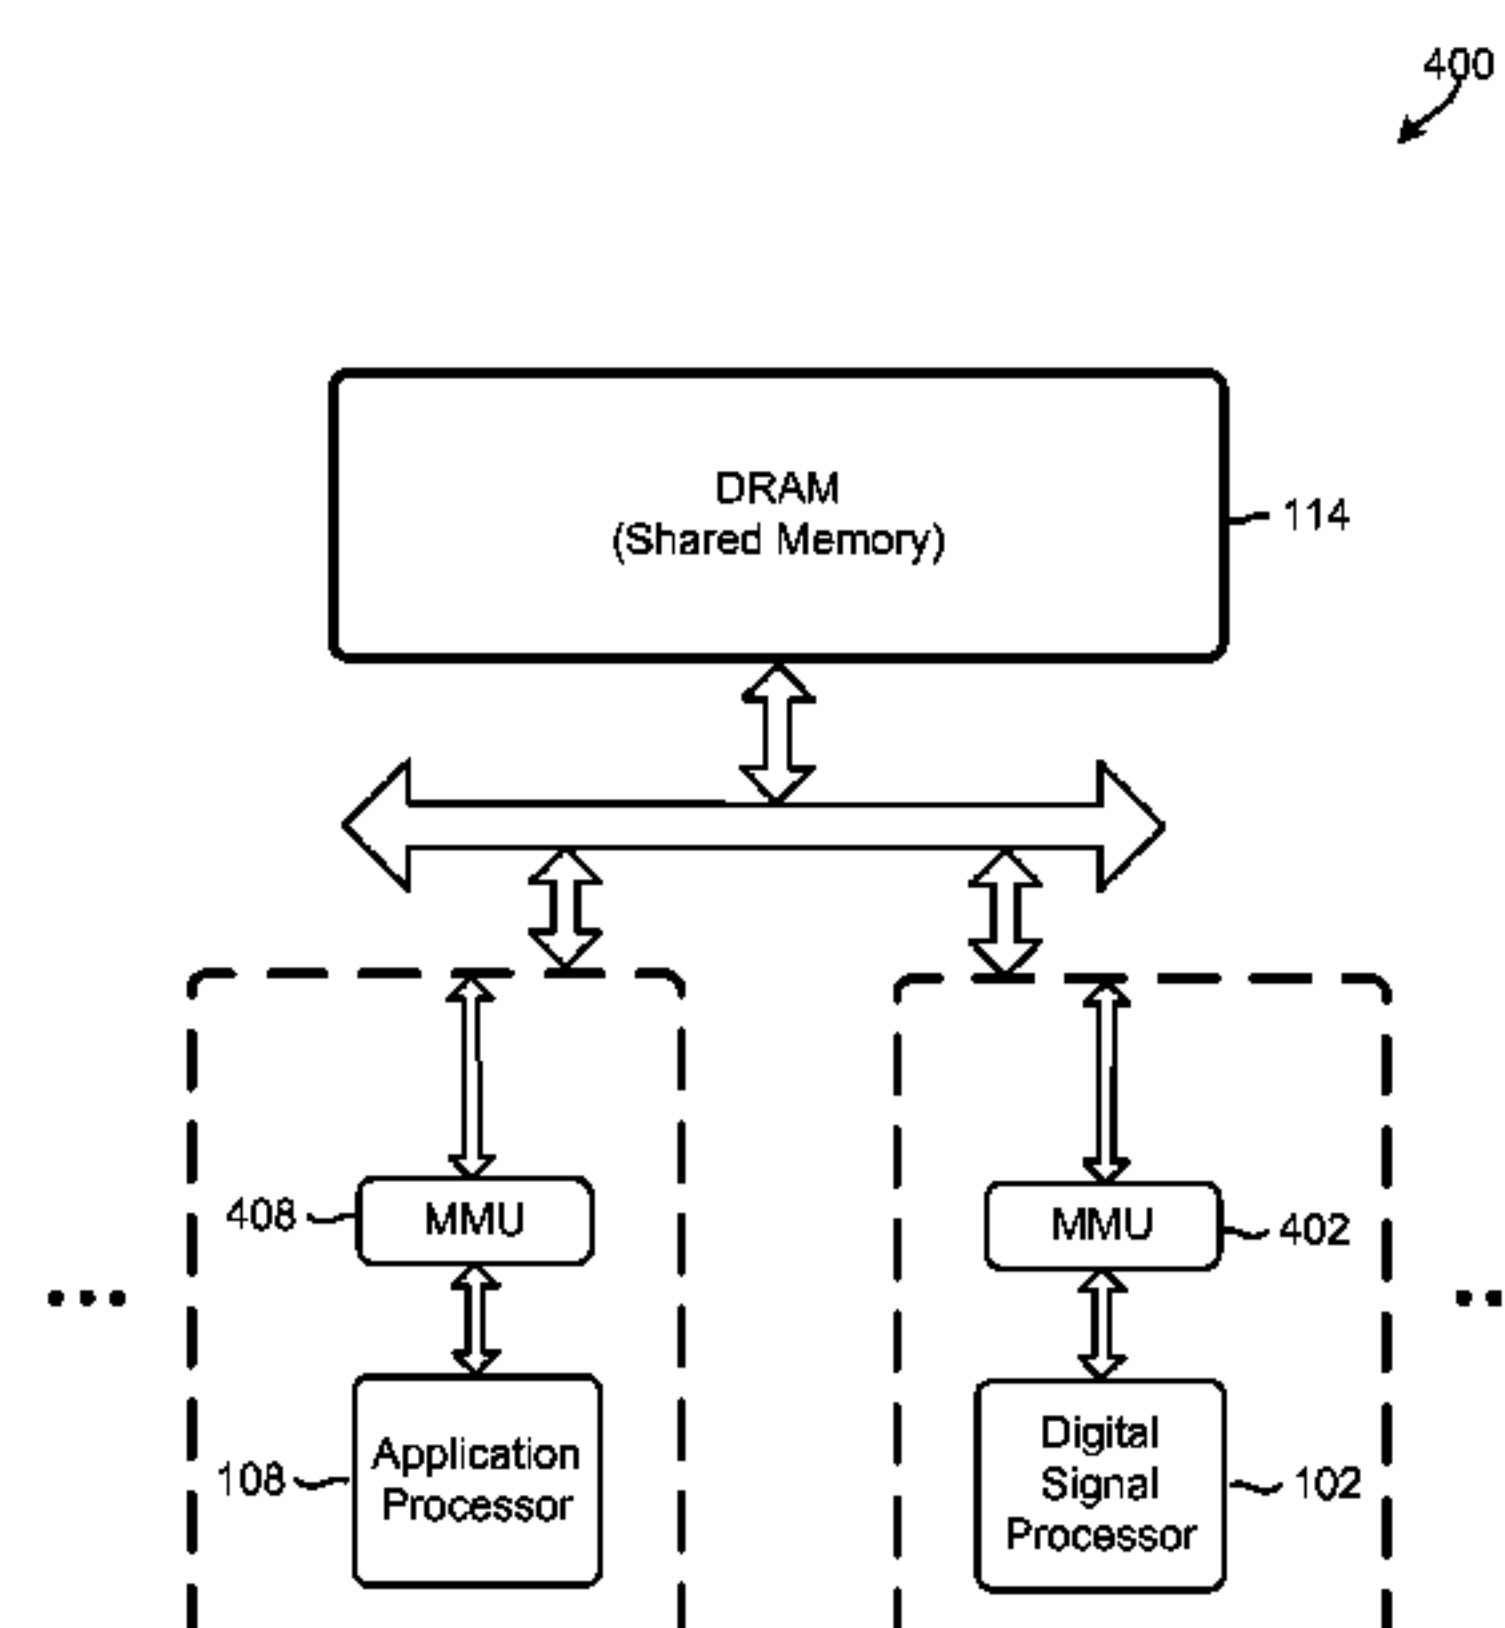 400
DRAM
(Shared Memory)
114
408
MMU
MMU
402
108
Application
Processor
Digital
Signal
Processor
102